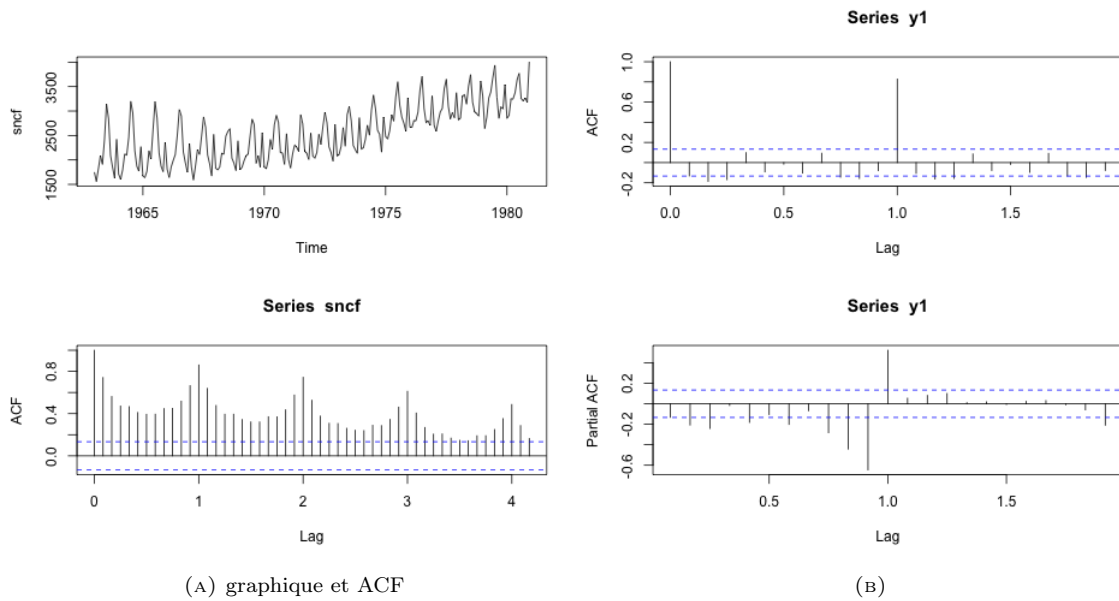 sncf
3500
2500
1500
1965
1970
1975
1980
Time
Series sncf
ACF
0.8
0.4
0.0
0
1
2
3
4
Lag
(A) graphique et ACF
Series y1
ACF
1.0
0.6
0.2
-0.2
0.0
0.5
1.0
1.5
Lag
Series y1
Partial ACF
0.2
-0.2
-0.6
0.5
1.0
1.5
Lag
(B)